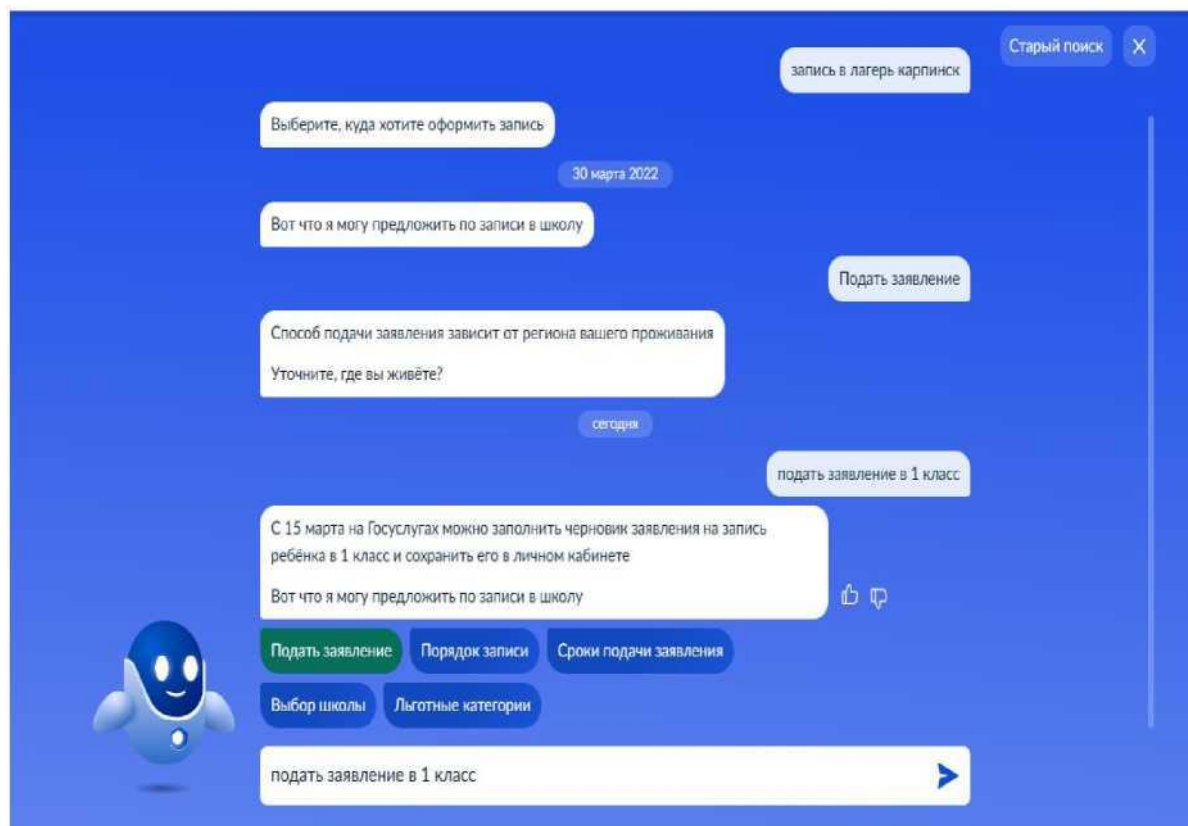 Старый поиск X
запись в лагерь карпинск
Выберите, куда хотите оформить запись
30 марта 2022
Вот что я могу предложить по записи в школу
Подать заявление
Способ подачи заявления зависит от региона вашего проживания
Уточните, где вы живёте?
сегодня
подать заявление в 1 класс
С 15 марта на Госуслугах можно заполнить черновик заявления на запись
ребёнка в 1 класс и сохранить его в личном кабинете
Вот что я могу предложить по записи в школу
Подать заявление Порядок записи Сроки подачи заявления
Выбор школы Льготные категории
подать заявление в 1 класс